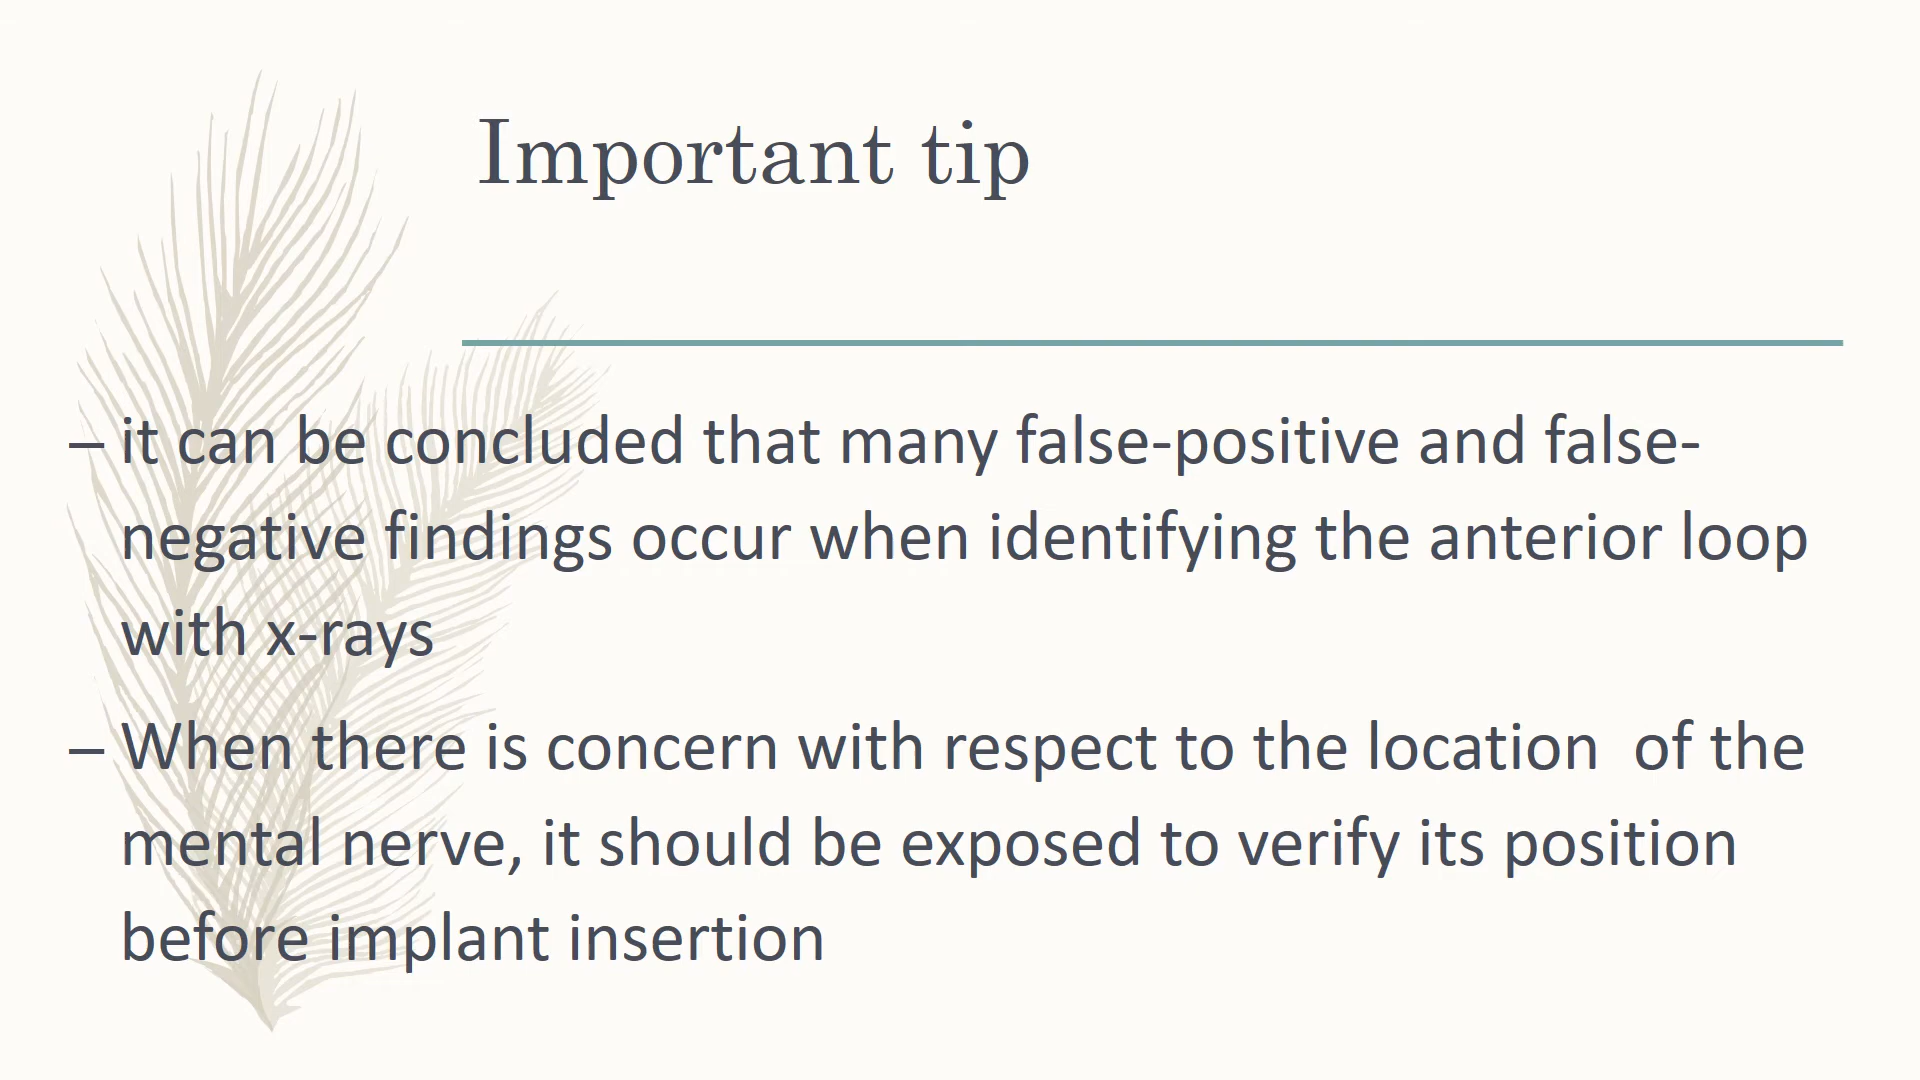 Important tip
– it can be concluded that many false-positive and false-
negative findings occur when identifying the anterior loop
with x-rays
– When there is concern with respect to the location  of the
mental nerve, it should be exposed to verify its position
before implant insertion